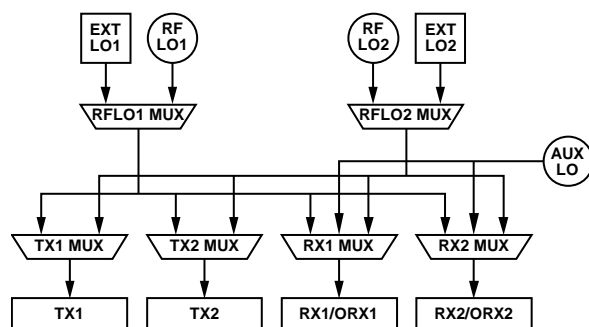 EXT
LO1
RF
LO1
RF
LO2
EXT
LO2
RFLO1 MUX
RFLO2 MUX
AUX
LO
TX1 MUX
TX2 MUX
RX1 MUX
RX2 MUX
TX1
TX2
RX1/ORX1
RX2/ORX2